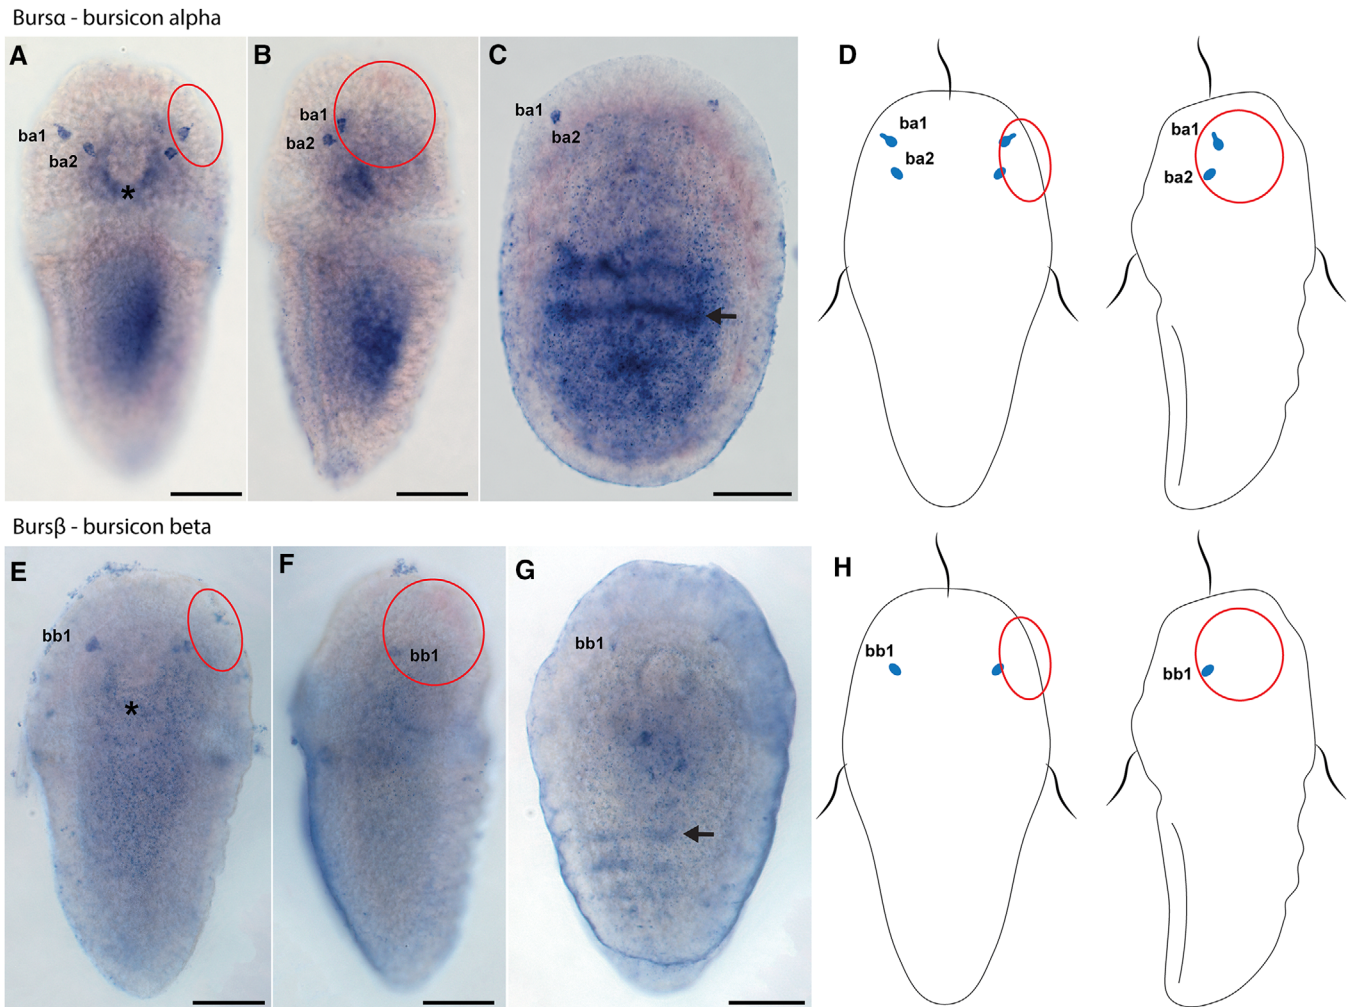 Bursα - bursicon alpha
A
B
C
D
ba1
ba2
*
ba1
ba2
ba1
ba2
ba1
ba2
ba1
ba2
Bursβ - bursicon beta
E
F
G
H
bb1
*
bb1
bb1
bb1
bb1